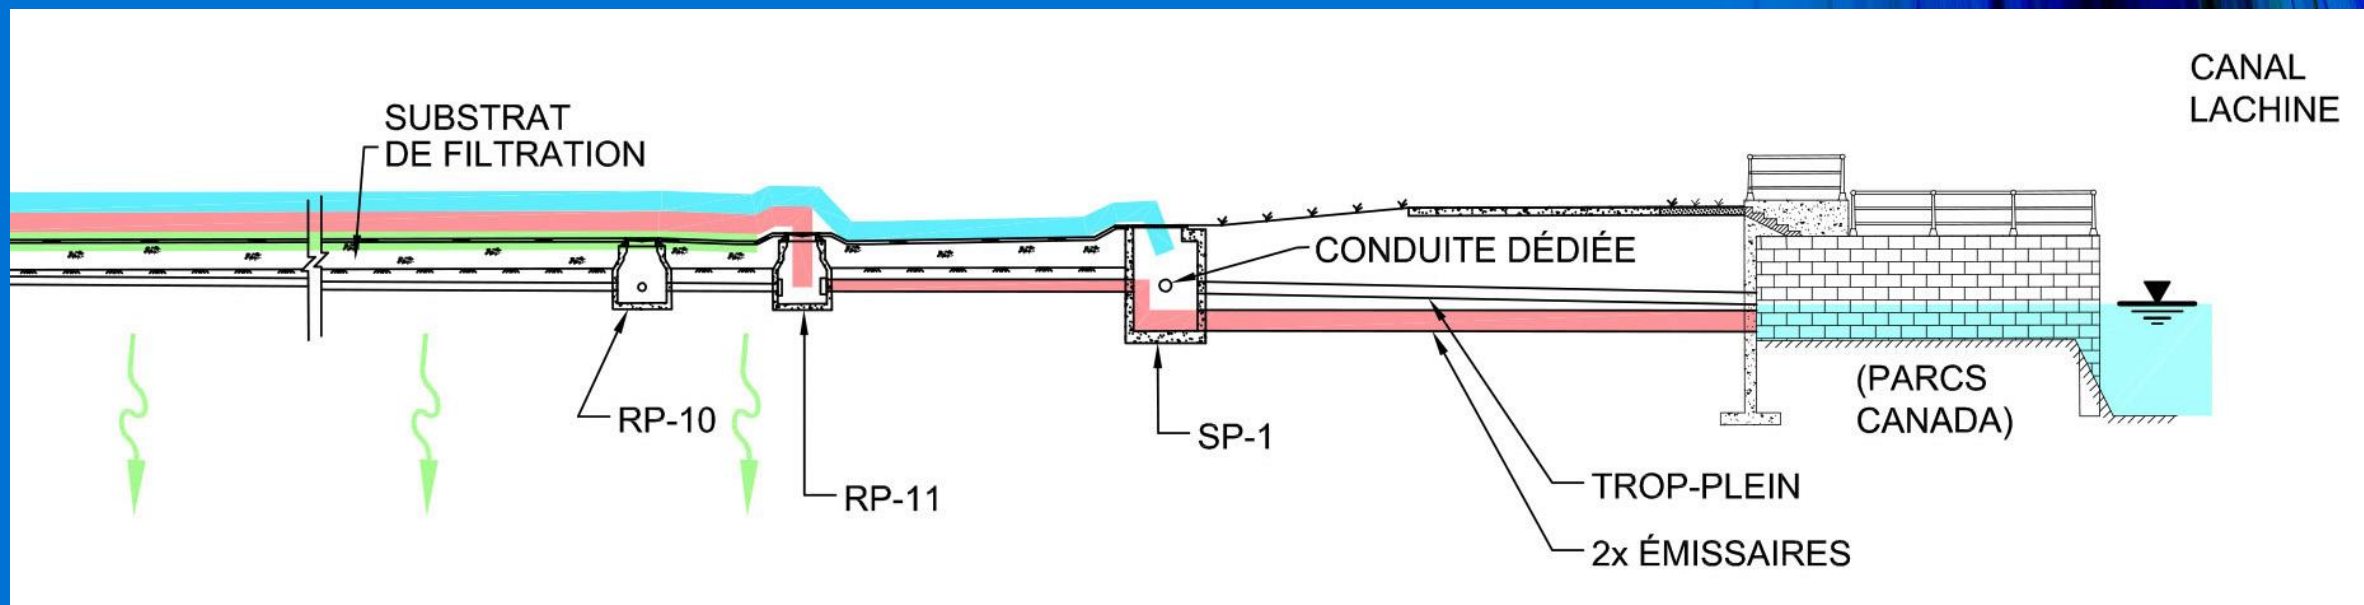 CANAL
LACHINE
SUBSTRAT
DE FILTRATION
CONDUITE DÉDIÉE
(PARCS
CANADA)
RP-10
SP-1
RP-11
TROP-PLEIN
2x ÉMISSAIRES